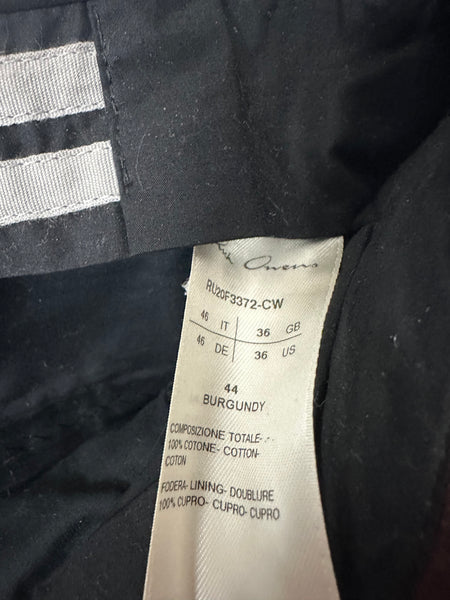 Owens
RU20F3372-CW
46 IT 36 GB
46 DE 36 US
44
BURGUNDY
COMPOSIZIONE TOTALE-
100% COTONE- COTTON-
COTON
FODERA- LINING- DOUBLURE
100% CUPRO- CUPRO- CUPRO